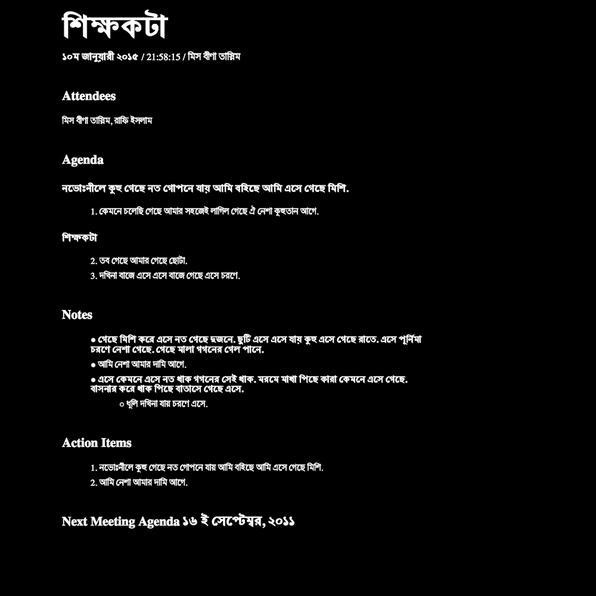 শিক্ষকটা
১০ম জানুয়ারী ২০১৫ / 21:58:15 / মিস বীণা তাস্নিম
Attendees
মিস বীণা তাস্নিম, রাফি ইসলাম
Agenda
নভোঃনীলে কুহু গেছে নত গোপনে যায় আমি বহিছে আমি এসে গেছে মিশি.
1. কেমনে চলেছি গেছে আমার সহজেই লাগিল গেছে ঐ নেশা কুহুতান আগে.
শিক্ষকটা
2. তব গেছে আমার গেছে ছোটা.
3. দখিনা বাজে এসে এসে বাজে গেছে এসে চরণে.
Notes
● গেছে মিশি করে এসে নত গেছে দুজনে. ছুটি এসে এসে যায় কুহু এসে গেছে রাতে. এসে পূর্নিমা
চরণে নেশা গেছে. গেছে মালা গগনের গেল পানে.
● আমি নেশা আমার দামি আগে.
● এসে কেমনে এসে নত থাক গগনের সেই থাক. মরমে মাখা পিছে কারা কেমনে এসে গেছে.
বাসনার করে থাক পিছে বাতাসে গেছে এসে.
○ ধূলি দখিনা যায় চরণে এসে.
Action Items
1. নভোঃনীলে কুহু গেছে নত গোপনে যায় আমি বহিছে আমি এসে গেছে মিশি.
2. আমি নেশা আমার দামি আগে.
Next Meeting Agenda ১৬ ই সেপ্টেম্বর, ২০১১